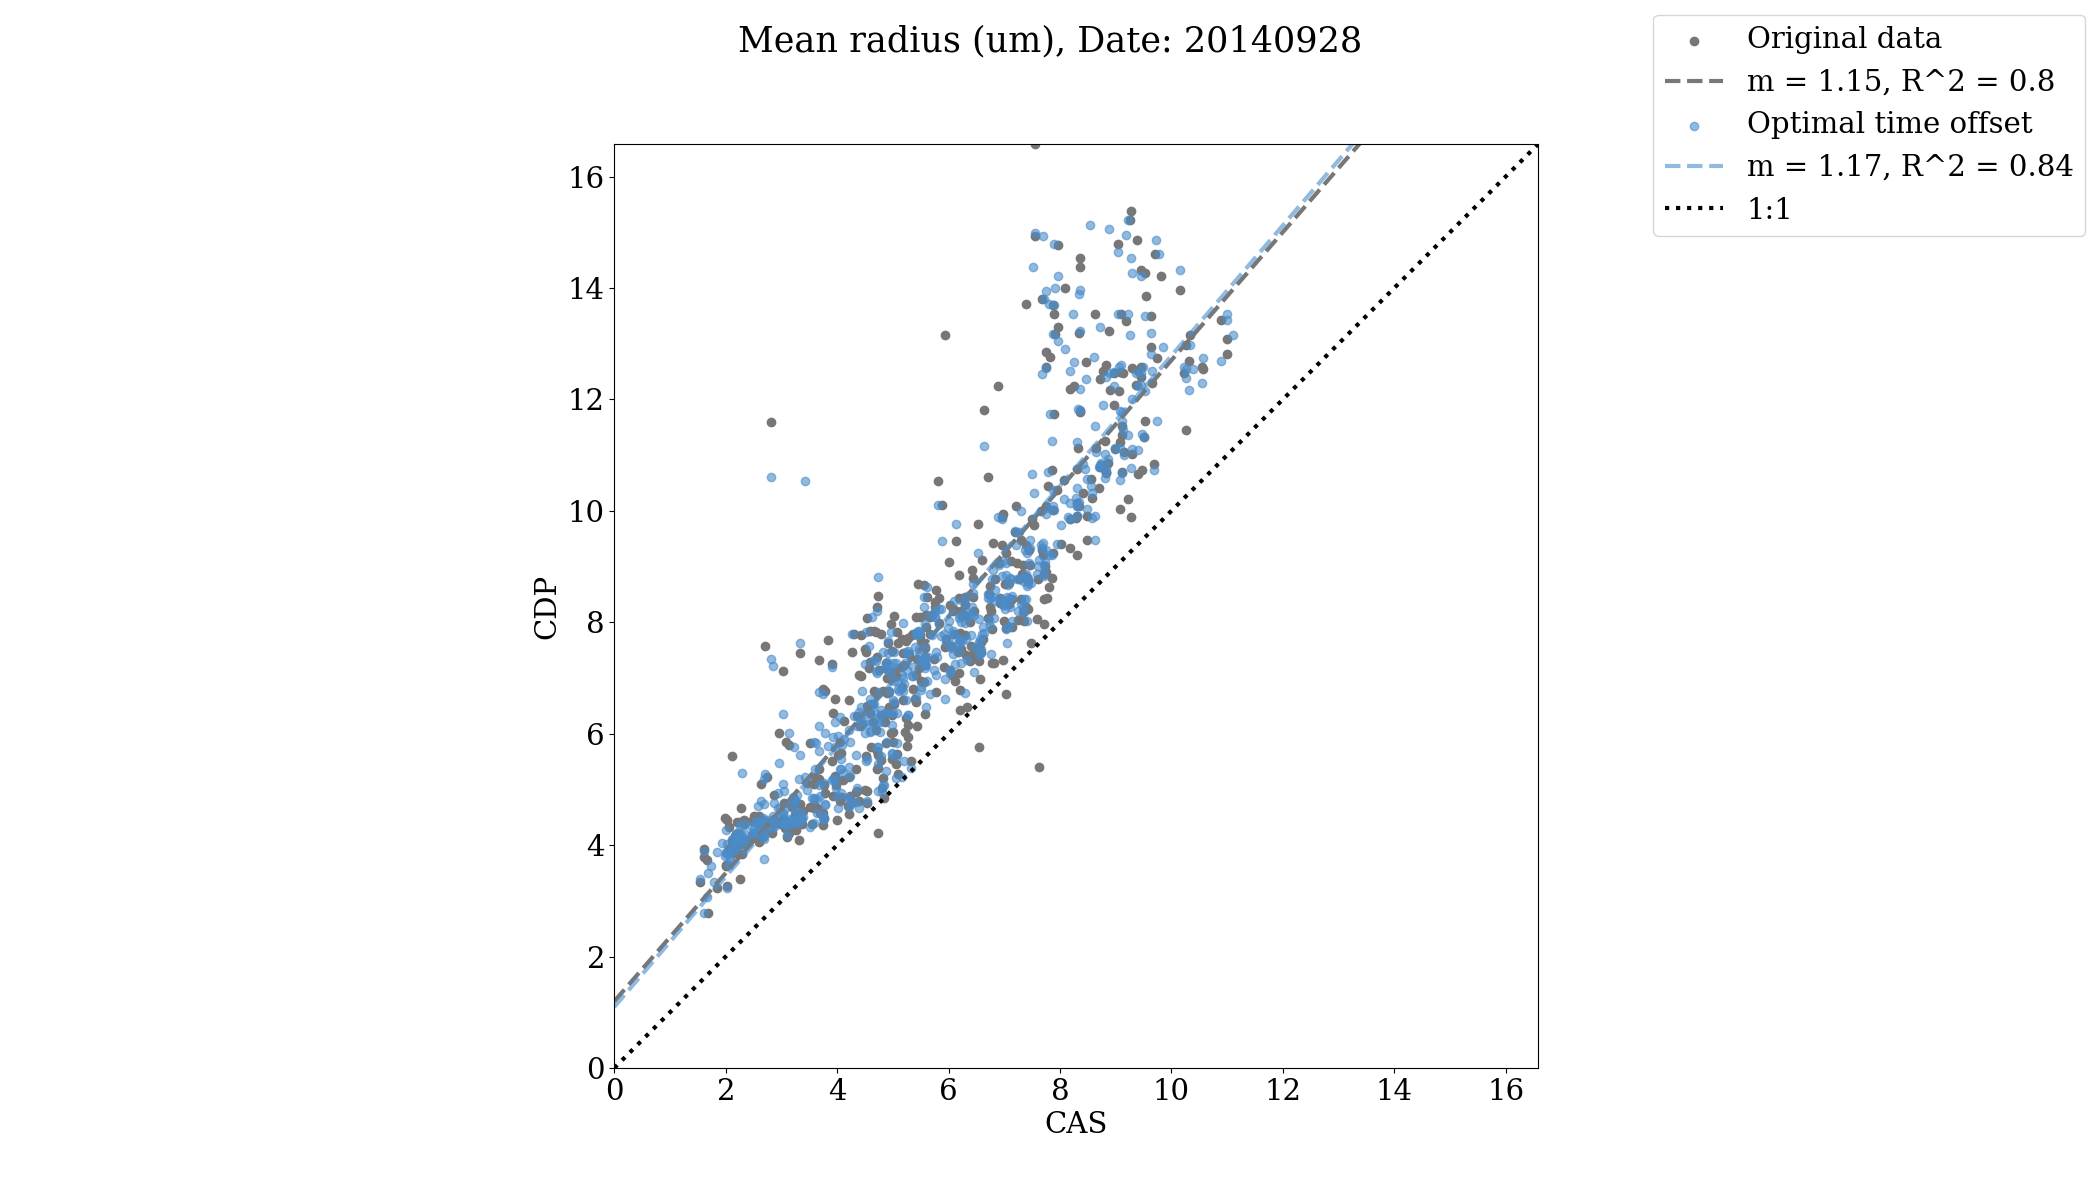 Mean radius (um), Date: 20140928
Original data
m = 1.15, R^2 = 0.8
Optimal time offset
m = 1.17, R^2 = 0.84
1:1
16
14
12
10
8
6
4
2
0
CDP
0 2 4 6 8 10 12 14 16
CAS